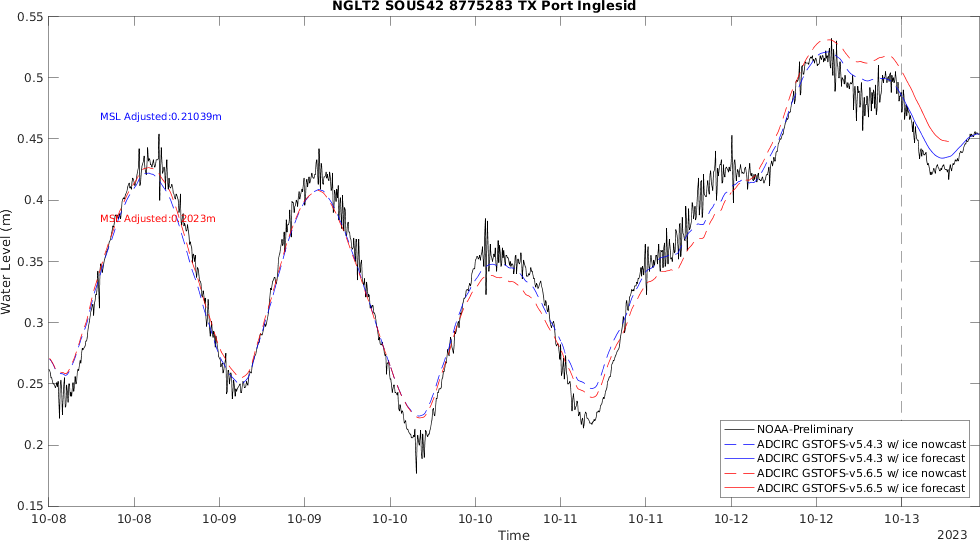 NGLT2 SOUS42 8775283 TX Port Inglesid
0.55
0.5
0.45
0.4
0.35
0.3
0.25
0.2
0.15
Water Level (m)
MSL Adjusted:0.21039m
MSL Adjusted:0.2023m
NOAA-Preliminary
ADCIRC GSTOFS-v5.4.3 w/ ice nowcast
ADCIRC GSTOFS-v5.4.3 w/ ice forecast
ADCIRC GSTOFS-v5.6.5 w/ ice nowcast
ADCIRC GSTOFS-v5.6.5 w/ ice forecast
10-08 10-08 10-09 10-09 10-10 10-10 10-11 10-11 10-12 10-12 10-13
Time
2023